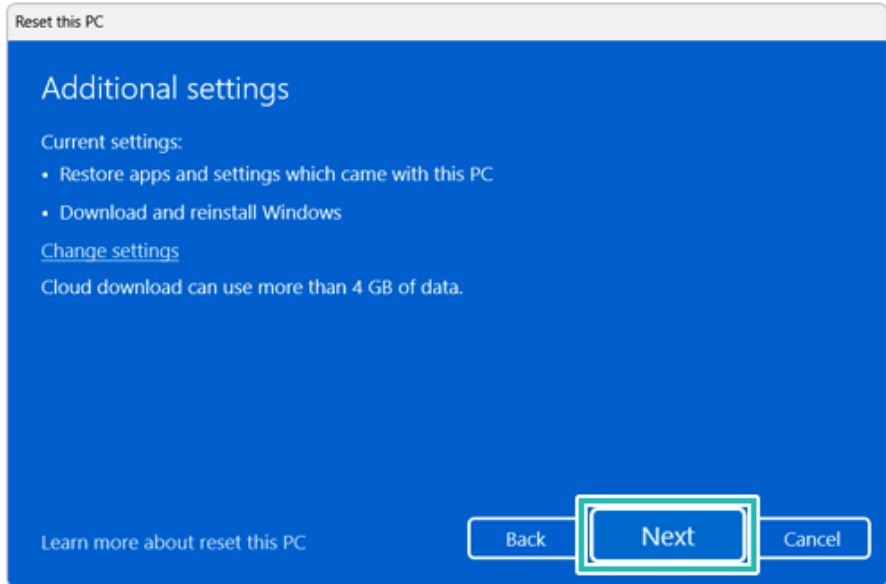 Reset this PC
Additional settings
Current settings:
• Restore apps and settings which came with this PC
• Download and reinstall Windows
Change settings
Cloud download can use more than 4 GB of data.
Learn more about reset this PC
Back
Next
Cancel